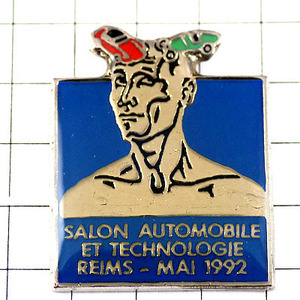 SALON AUTOMOBILE
ET TECHNOLOGIE
REIMS - MAI 1992